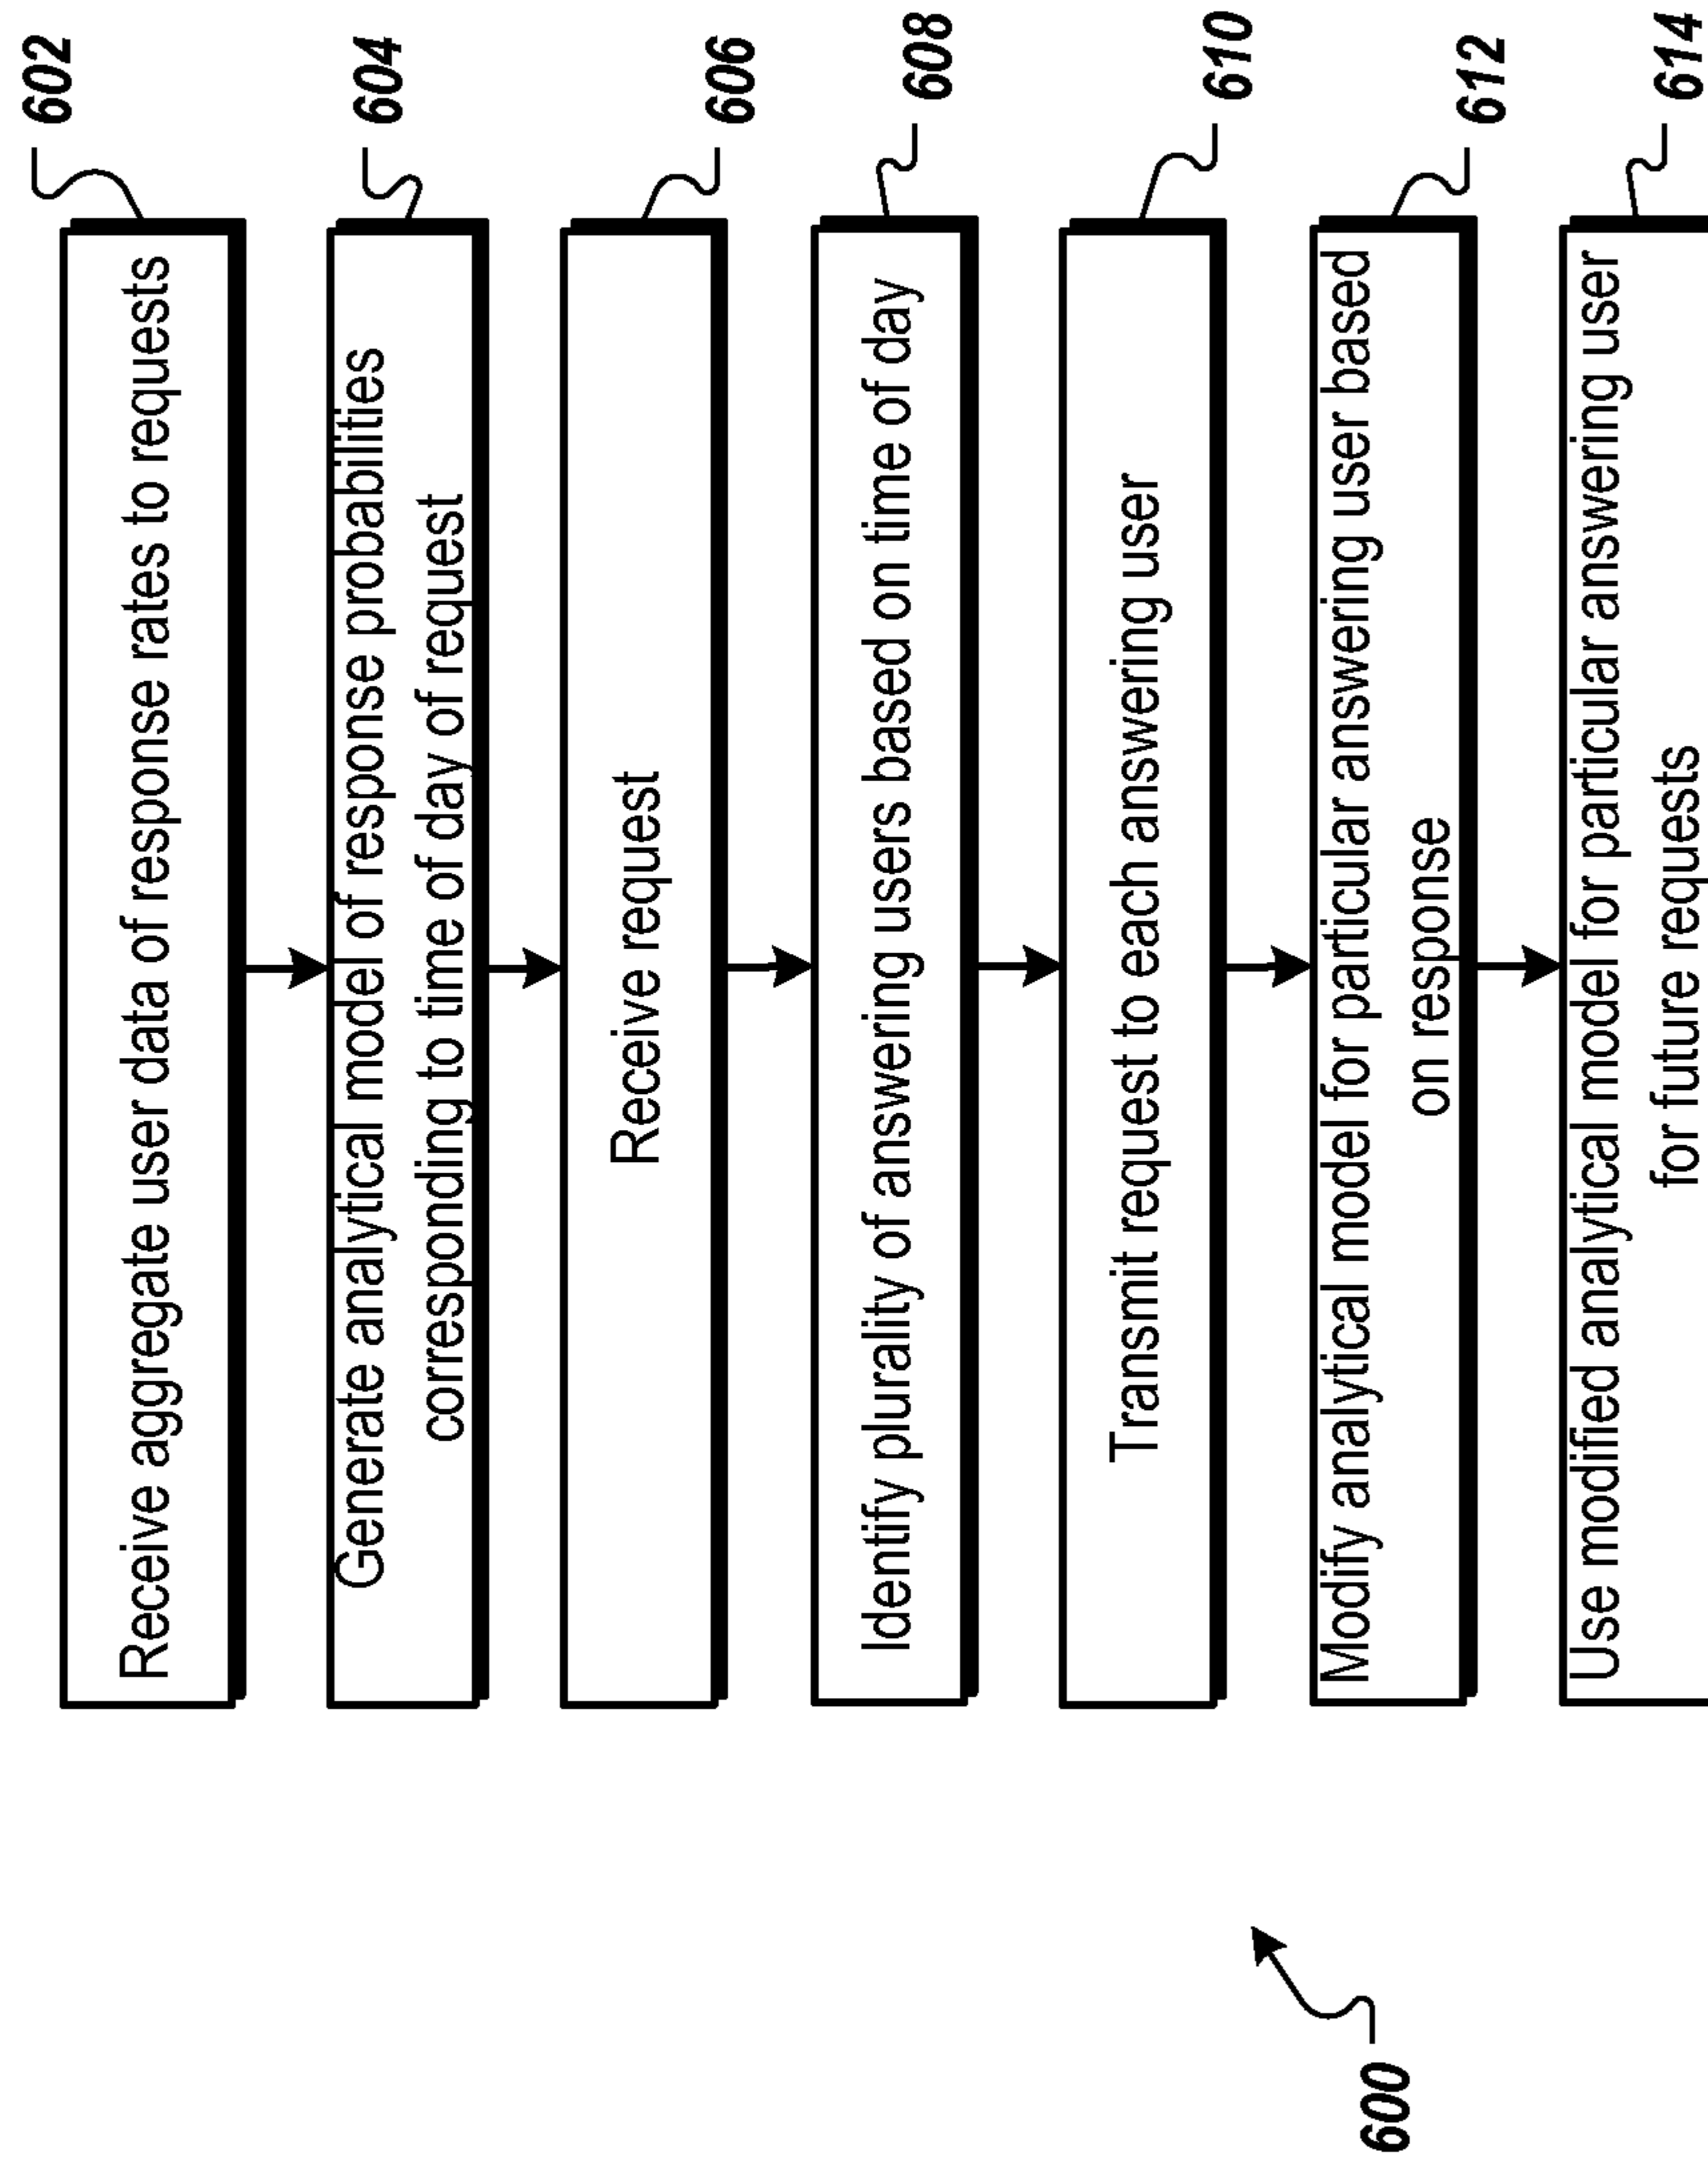 600
Receive aggregate user data of response rates to requests
602
Generate analytical model of response probabilities
corresponding to time of day of request
604
Receive request
606
Identify plurality of answering users based on time of day
608
Transmit request to each answering user
610
Modify analytical model for particular answering user based
on response
612
Use modified analytical model for particular answering user
for future requests
614